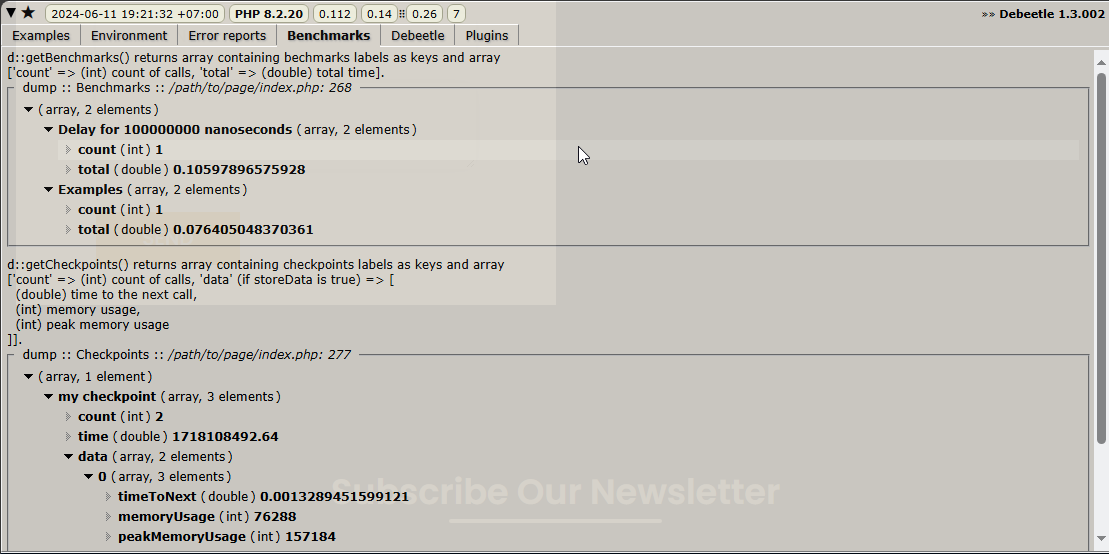 2024-06-11 19:21:32 +07:00 PHP 8.2.20 0.112 0.14 0.26 7 »» Debeetle 1.3.002
Examples Environment Error reports Benchmarks Debeetle Plugins
d::getBenchmarks() returns array containing bechmarks labels as keys and array
['count' => (int) count of calls, 'total' => (double) total time].
dump :: Benchmarks :: /path/to/page/index.php: 268
(array, 2 elements)
Delay for 100000000 nanoseconds (array, 2 elements)
count (int) 1
total (double) 0.10597896575928
Examples (array, 2 elements)
count (int) 1
total (double) 0.076405048370361
d::getCheckpoints() returns array containing checkpoints labels as keys and array
['count' => (int) count of calls, 'data' (if storeData is true) => [
(double) time to the next call,
(int) memory usage,
(int) peak memory usage
]].
dump :: Checkpoints :: /path/to/page/index.php: 277
(array, 1 element)
my checkpoint (array, 3 elements)
count (int) 2
time (double) 1718108492.64
data (array, 2 elements)
0 (array, 3 elements)
Subscribe Our Newsletter
timeToNext (double) 0.0013289451599121
memoryUsage (int) 76288
peakMemoryUsage (int) 157184